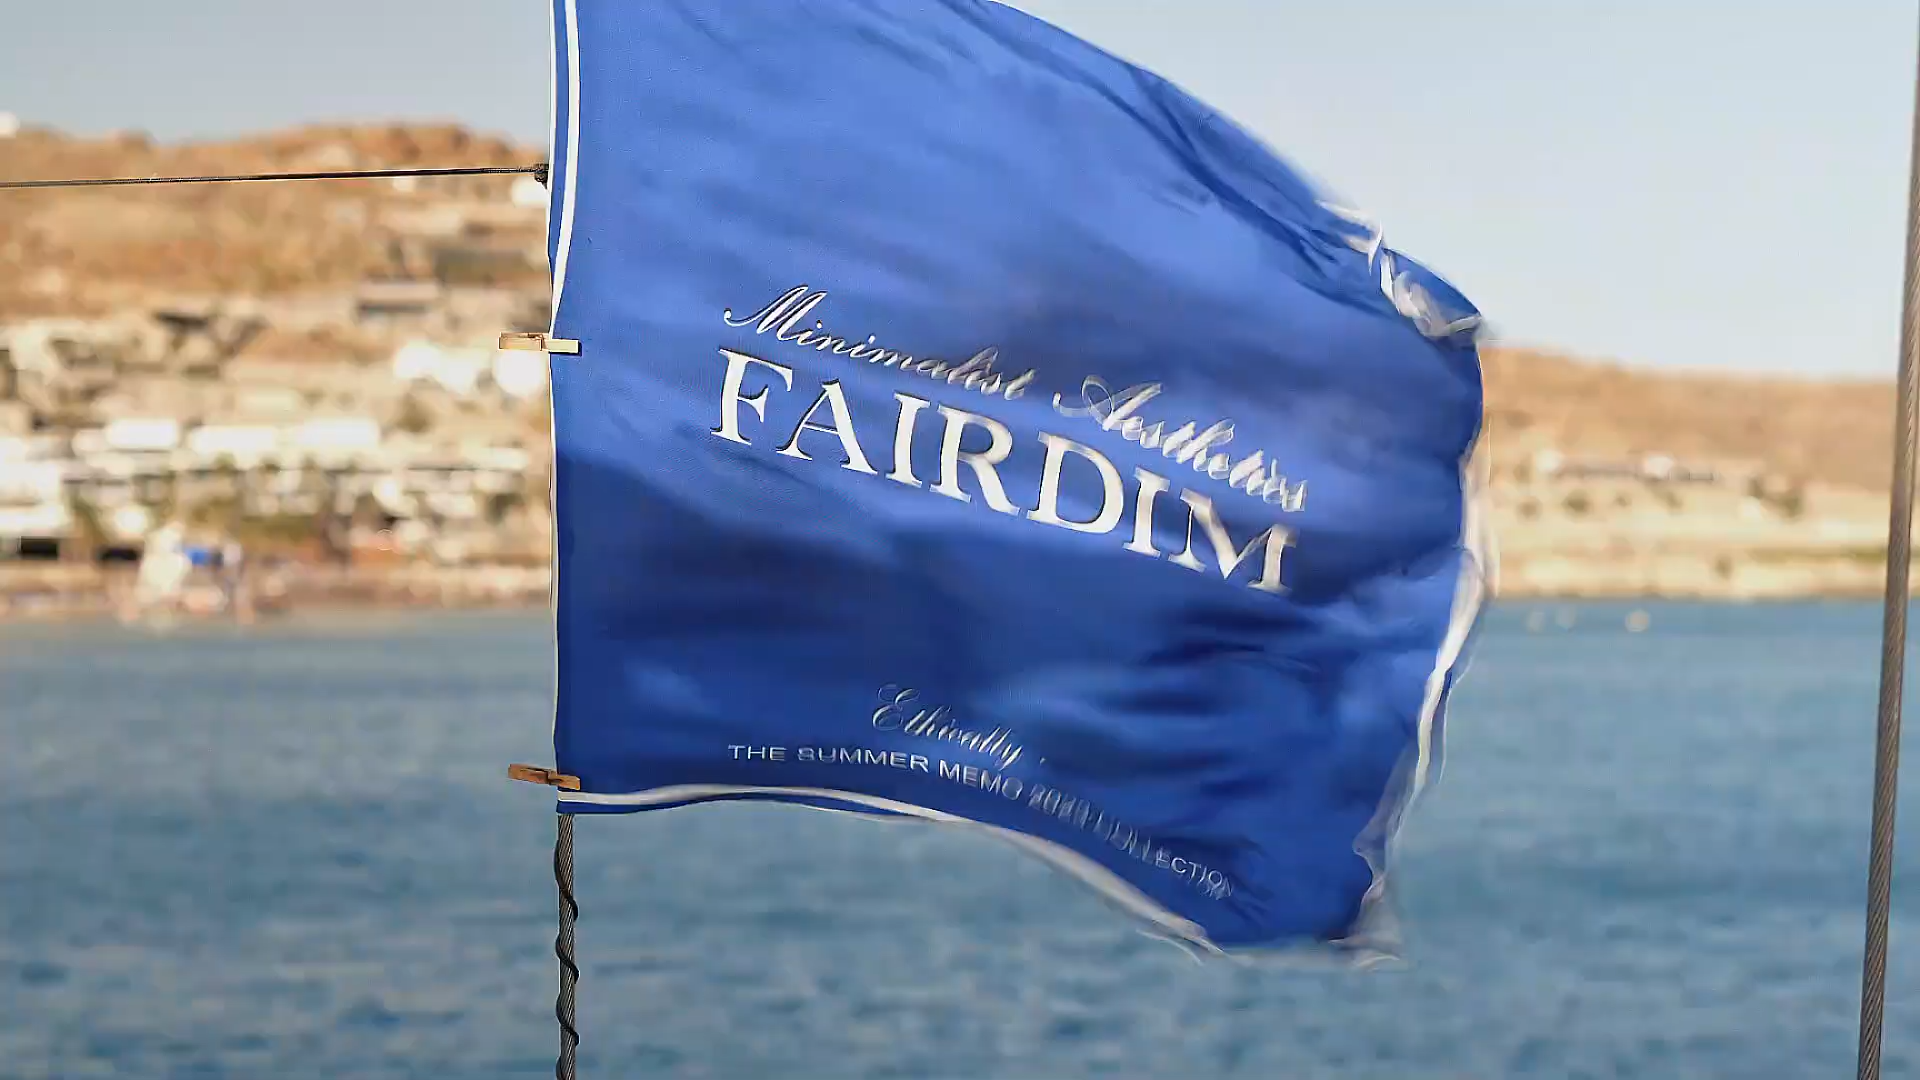 Minimalist Aesthetics
FAIRDIM
Ethically
THE SUMMER MEMO COLLECTION